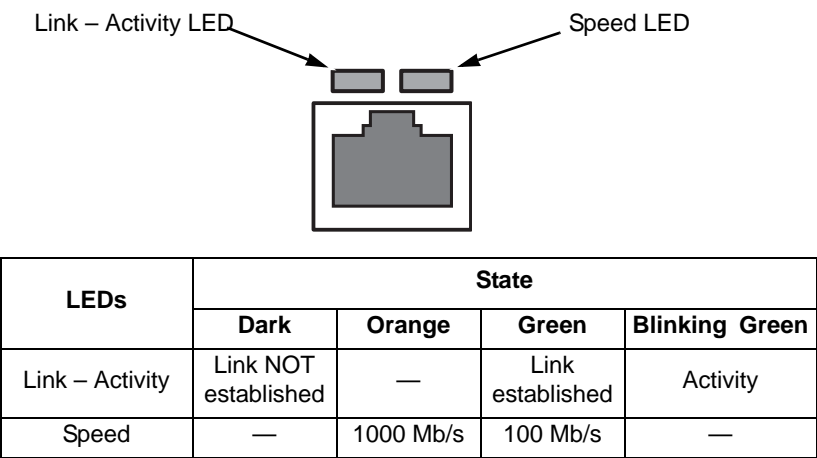 Link – Activity LED
Speed LED
LEDs
State
Dark
Orange
Green
Blinking Green
Link – Activity
Link NOT
established
—
Link
established
Activity
Speed
—
1000 Mb/s
100 Mb/s
—